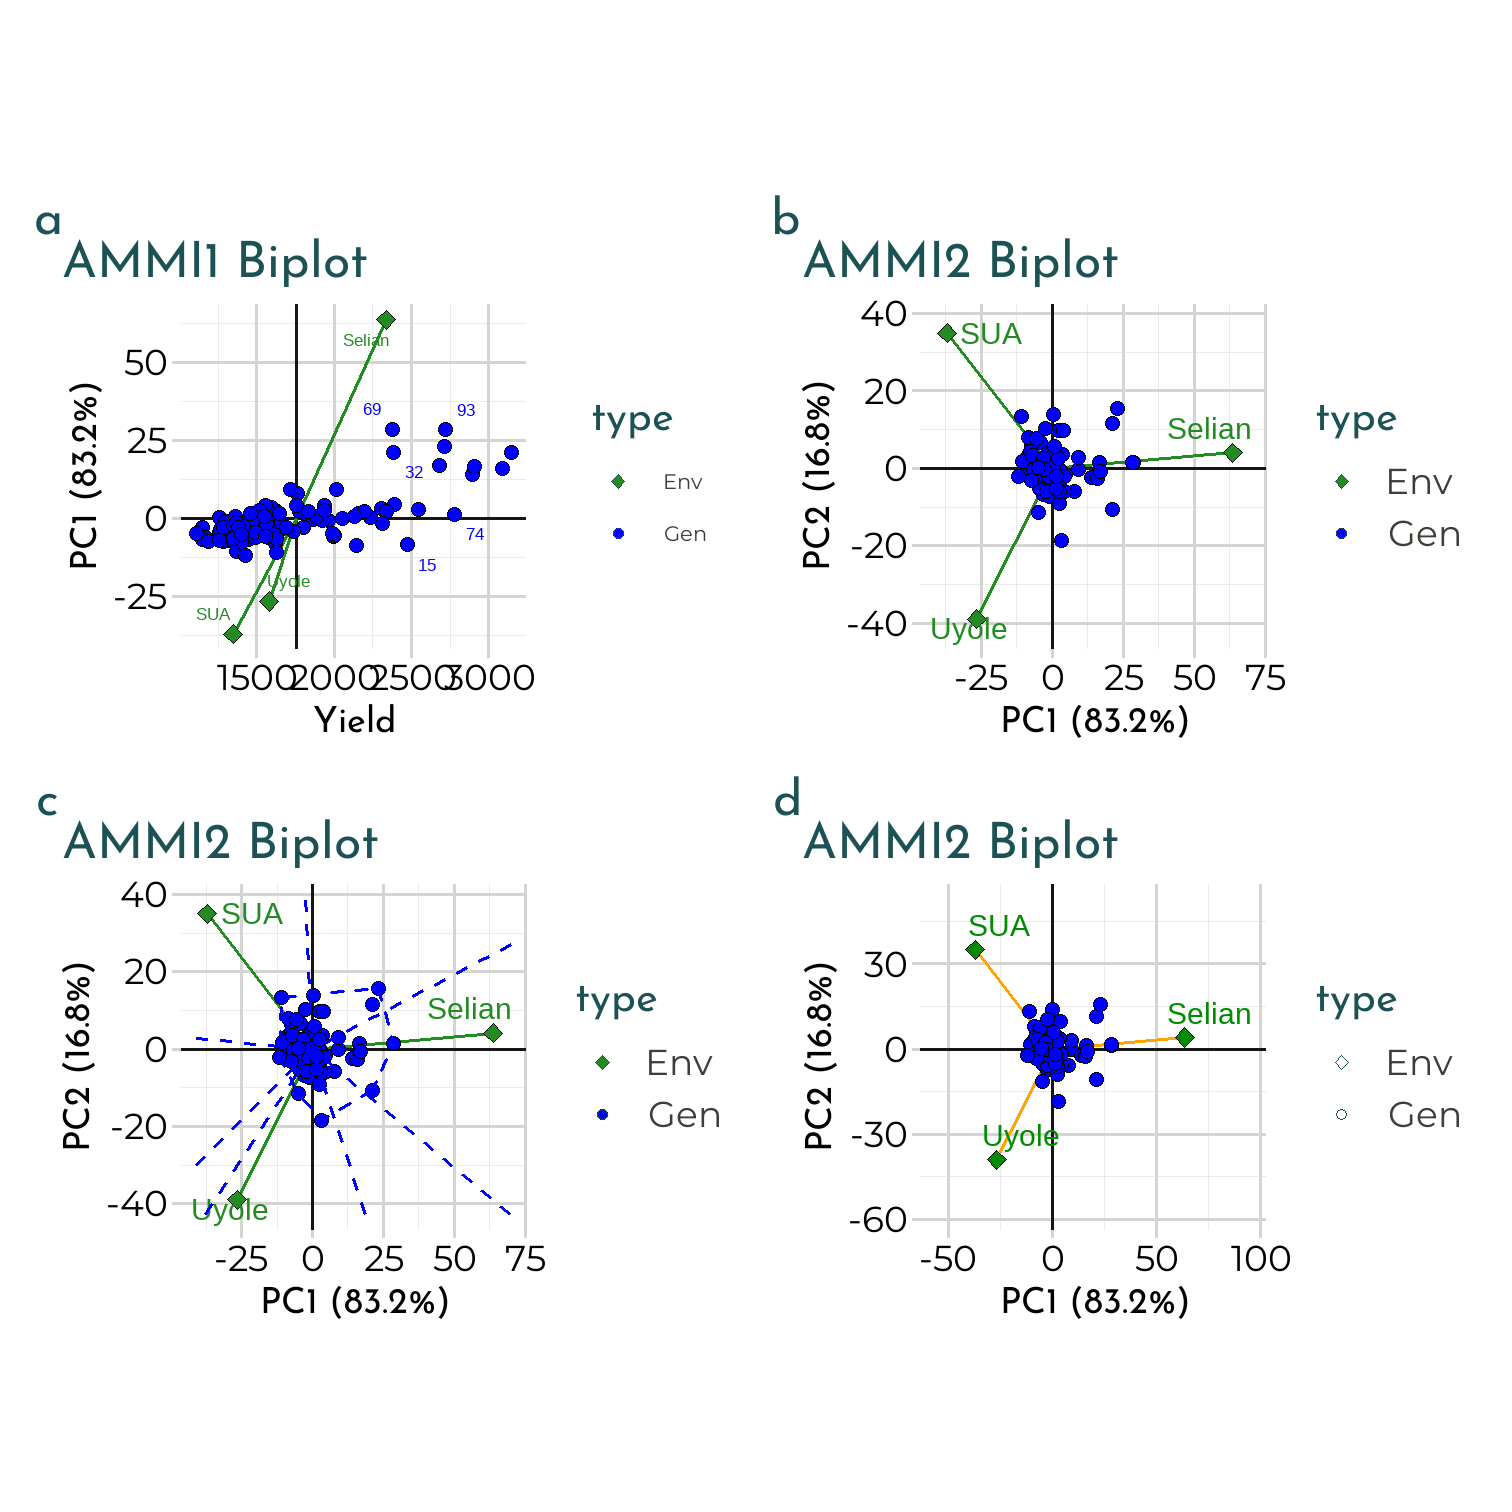 a
AMMI1 Biplot
PC1 (83.2%)
50
25
0
-25
Selian
69
93
32
74
15
Uyole
SUA
1500
2000
2500
3000
Yield
type
Env
Gen
b
AMMI2 Biplot
PC2 (16.8%)
40
20
0
-20
-40
SUA
Selian
Uyole
-25
0
25
50
75
PC1 (83.2%)
type
Env
Gen
c
AMMI2 Biplot
PC2 (16.8%)
40
20
0
-20
-40
SUA
Selian
Uyole
-25
0
25
50
75
PC1 (83.2%)
type
Env
Gen
d
AMMI2 Biplot
PC2 (16.8%)
30
0
-30
-60
SUA
Selian
Uyole
-50
0
50
100
PC1 (83.2%)
type
Env
Gen